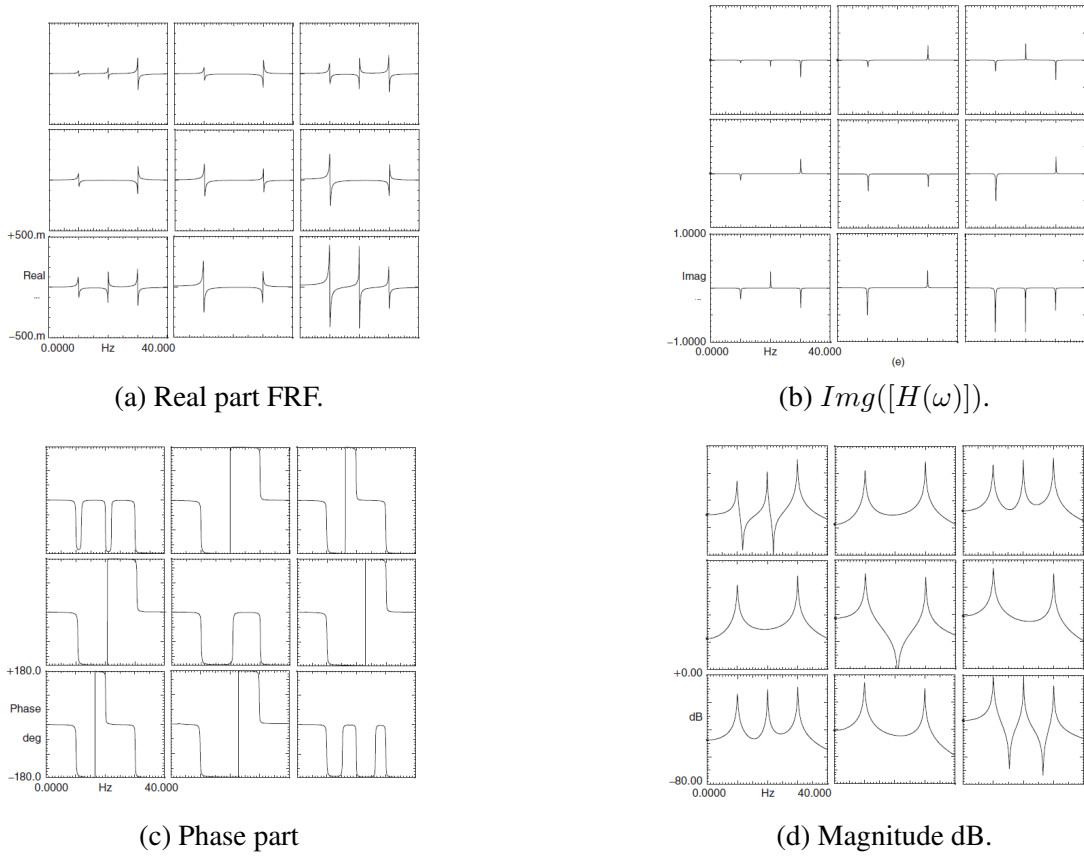 +500.m
Real
...
−500.m
0.0000 Hz 40.000
(a) Real part FRF.
1.0000
Imag
...
−1.0000
0.0000 Hz 40.000
(e)
(b) Img([H(ω)]).
+180.0
Phase
deg
−180.0
0.0000 Hz 40.000
(c) Phase part
+0.00
dB
−80.00
0.0000 Hz 40.000
(d) Magnitude dB.